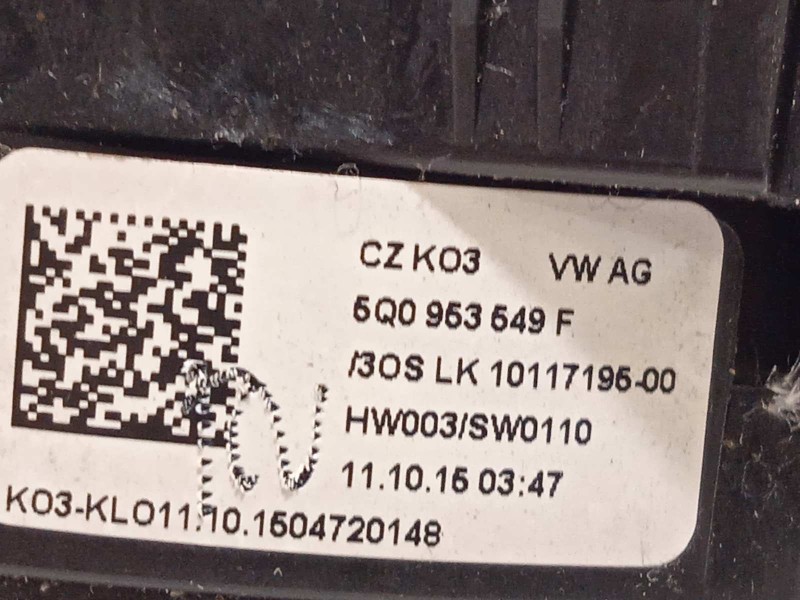 CZ KO3 VW AG
5Q0 953 549 F
/3OS LK 10117195-00
HW003/SW0110
11.10.15 03:47
KO3-KLO11.10.1504720148